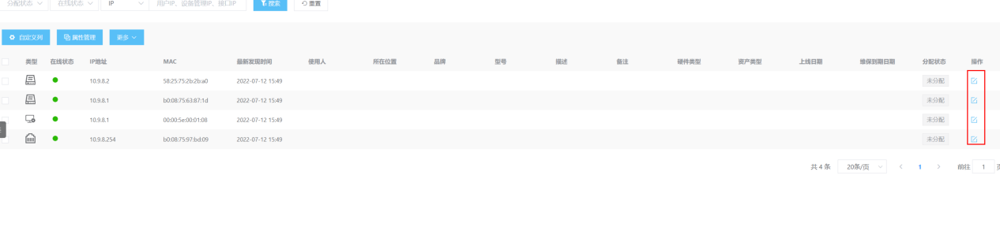 分配状态 在线状态 IP 用户IP、设备管理IP、接口IP 搜索 重置
自定义列 属性管理 更多
类型 在线状态 IP地址 MAC 最新发现时间 使用人 所在位置 品牌 型号 描述 备注 硬件类型 资产类型 上线日期 维保到期日期 分配状态 操作
10.9.8.2 58:25:75:2b:2b:a0 2022-07-12 15:49 未分配
10.9.8.1 b0:08:75:63:87:1d 2022-07-12 15:49 未分配
10.9.8.1 00:00:5e:00:01:08 2022-07-12 15:49 未分配
10.9.8.254 b0:08:75:97:bd:09 2022-07-12 15:49 未分配
共 4 条 20条/页 < 1 > 前往 1